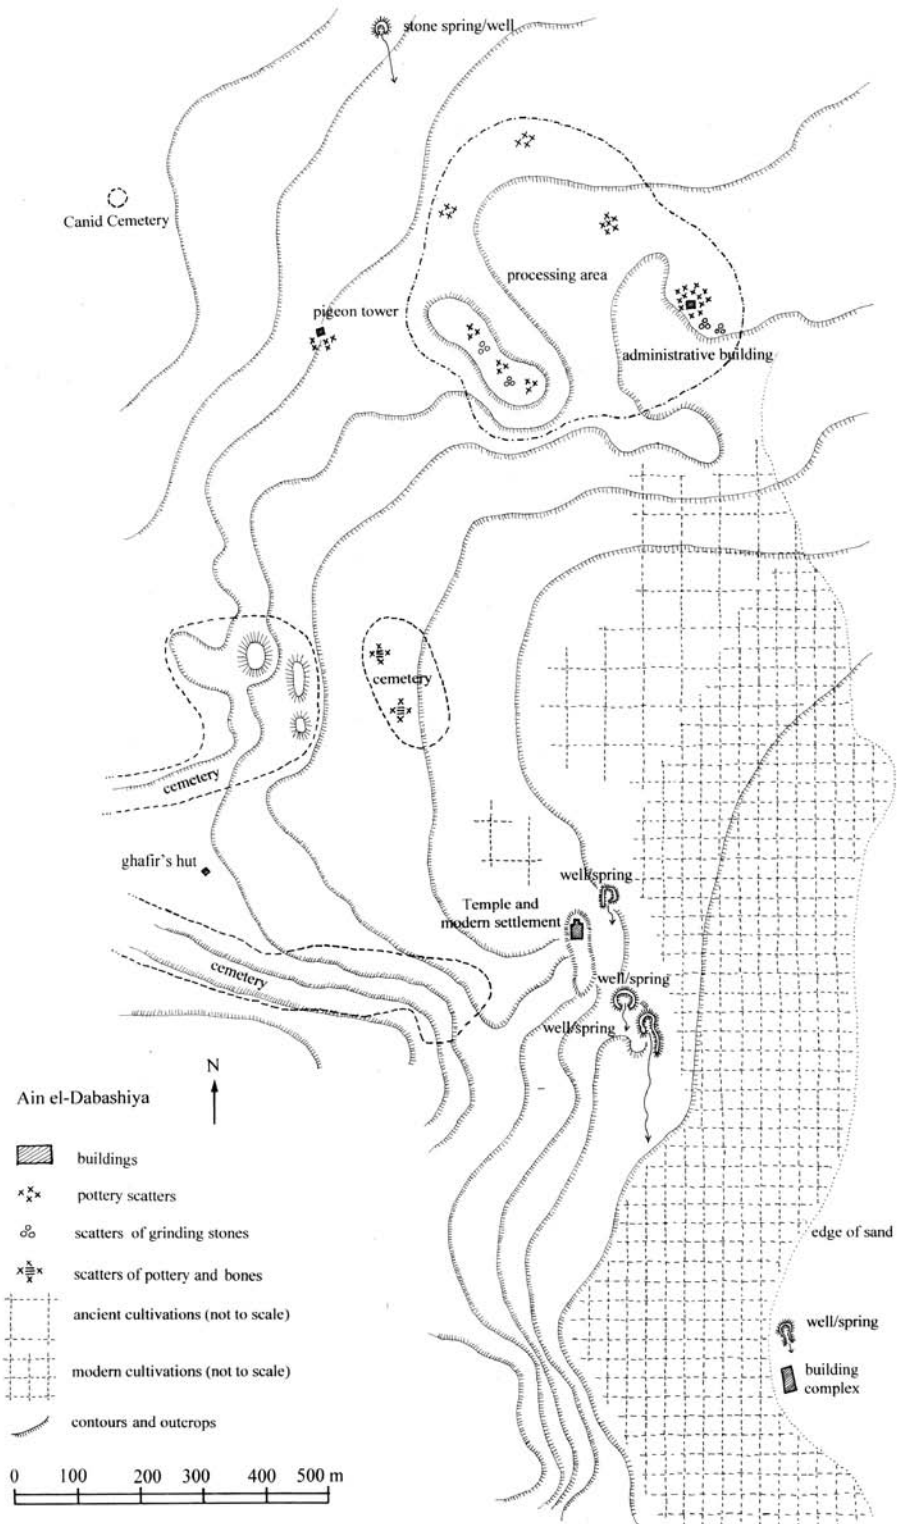 stone spring/well
Canid Cemetery
processing area
pigeon tower
administrative building
cemetery
cemetery
ghafir's hut
well/spring
Temple and
modern settlement
cemetery
well/spring
well/spring
N
Ain el-Dabashiya
buildings
pottery scatters
scatters of grinding stones
scatters of pottery and bones
ancient cultivations (not to scale)
modern cultivations (not to scale)
contours and outcrops
0 100 200 300 400 500 m
edge of sand
well/spring
building
complex